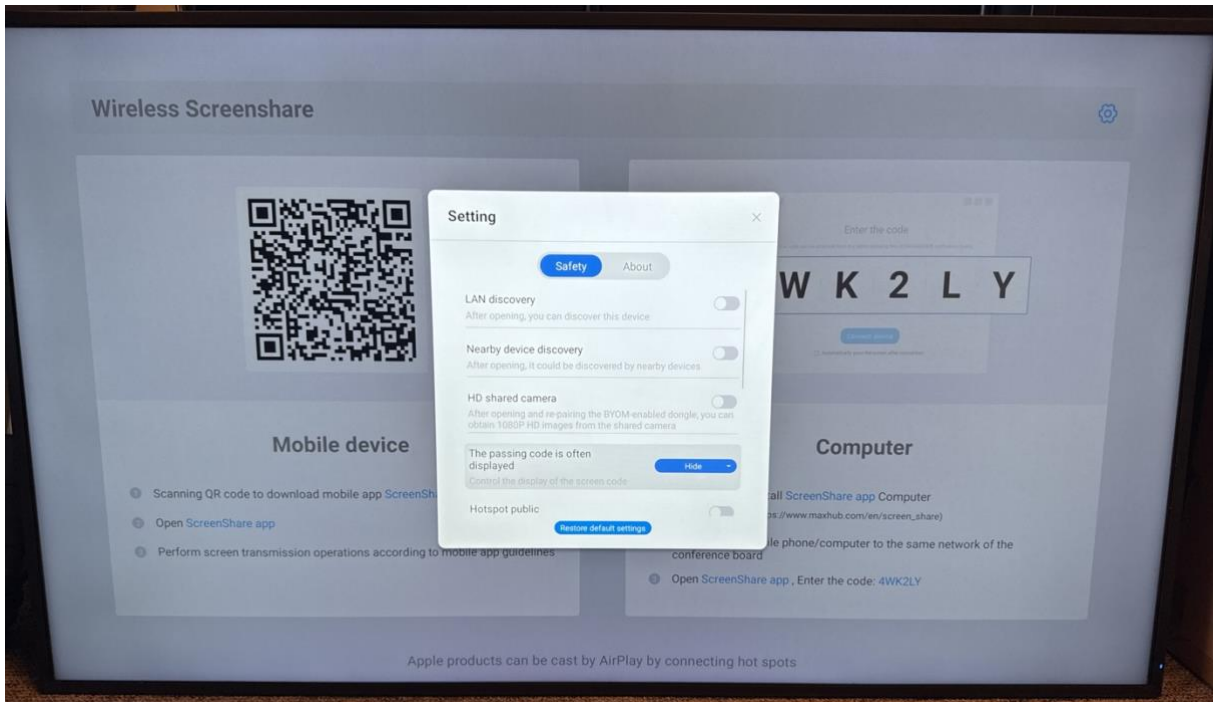 Wireless Screenshare
Setting
Safety
About
LAN discovery
After opening, you can discover this device
Nearby device discovery
After opening, it could be discovered by nearby devices
HD shared camera
After opening and re-pairing the BYOM-enabled dongle, you can
obtain 1080P HD images from the shared camera
The passing code is often
displayed
Hide
Control the display of the screen code
Hotspot public
Restore default settings
Mobile device
Scanning QR code to download mobile app ScreenSh
Open ScreenShare app
Perform screen transmission operations according to mobile app guidelines
Enter the code
W K 2 L Y
Computer
all ScreenShare app Computer
s://www.maxhub.com/en/screen_share)
le phone/computer to the same network of the
conference board
Open ScreenShare app , Enter the code: 4WK2LY
Apple products can be cast by AirPlay by connecting hot spots